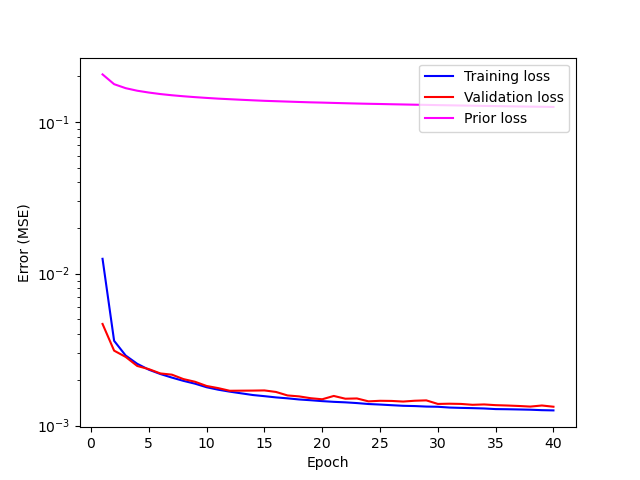 Training loss
Validation loss
Prior loss
10⁻¹
10⁻²
10⁻³
Error (MSE)
0 5 10 15 20 25 30 35 40
Epoch